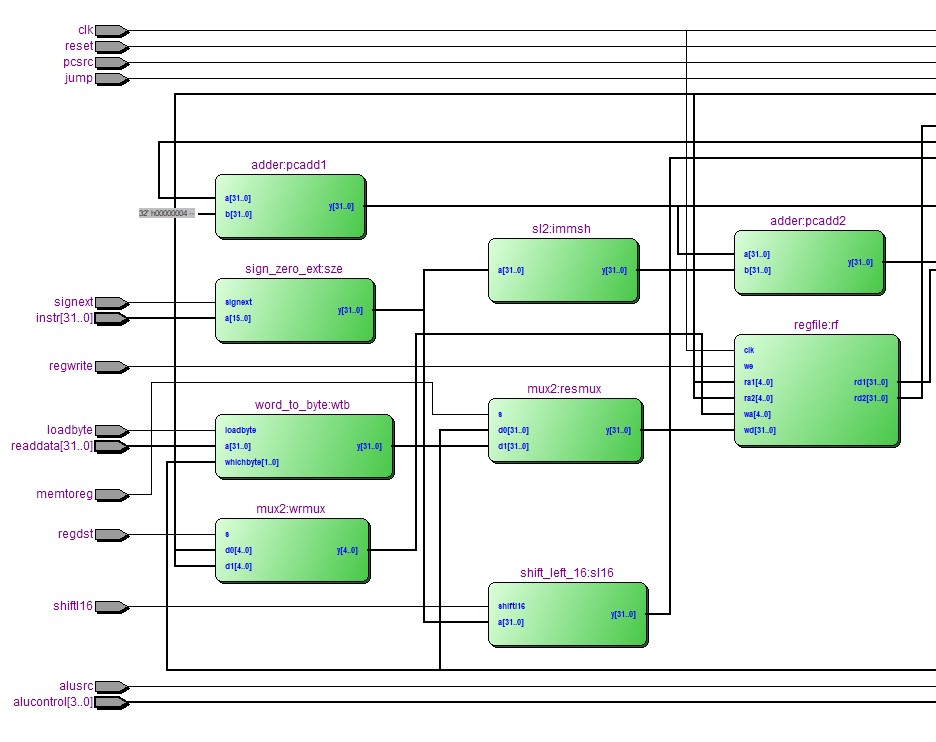 clk
reset
pcsrc
jump
adder:pcadd1
a[31..0]
b[31..0]
y[31..0]
32' h00000004 --
sl2:immsh
a[31..0]
y[31..0]
adder:pcadd2
a[31..0]
b[31..0]
y[31..0]
sign_zero_ext:sze
signext
a[15..0]
y[31..0]
signext
instr[31..0]
regfile:rf
clk
we
ra1[4..0]
ra2[4..0]
wa[4..0]
wd[31..0]
rd1[31..0]
rd2[31..0]
regwrite
mux2:resmux
s
d0[31..0]
d1[31..0]
y[31..0]
word_to_byte:wtb
loadbyte
a[31..0]
whichbyte[1..0]
y[31..0]
loadbyte
readdata[31..0]
memtoreg
mux2:wrmux
s
d0[4..0]
d1[4..0]
y[4..0]
regdst
shift_left_16:sl16
shiftl16
a[31..0]
y[31..0]
shiftl16
alusrc
alucontrol[3..0]